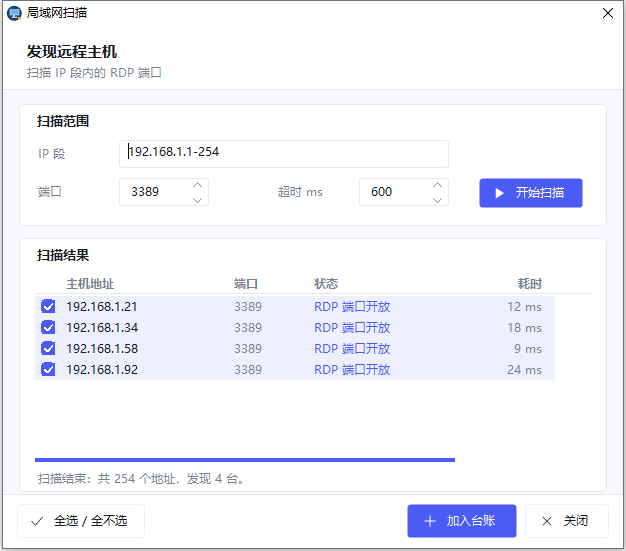 局域网扫描
发现远程主机
扫描 IP 段内的 RDP 端口
扫描范围
IP 段 192.168.1.1-254
端口 3389 超时 ms 600 开始扫描
扫描结果
主机地址 端口 状态 耗时
192.168.1.21 3389 RDP 端口开放 12 ms
192.168.1.34 3389 RDP 端口开放 18 ms
192.168.1.58 3389 RDP 端口开放 9 ms
192.168.1.92 3389 RDP 端口开放 24 ms
扫描结束：共 254 个地址，发现 4 台。
全选 / 全不选 加入台账 关闭